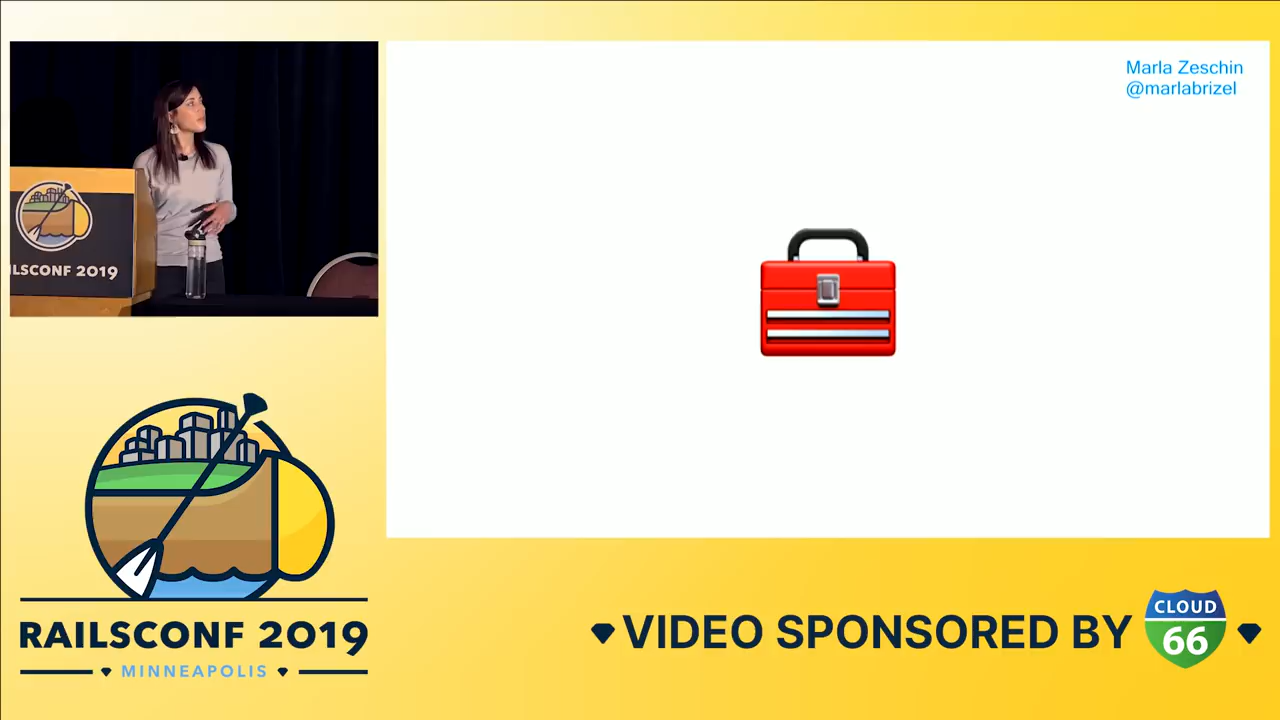 Marla Zeschin
@marlabrizel
ILSCONF 2019
RAILSCONF 2019
MINNEAPOLIS
VIDEO SPONSORED BY
CLOUD
66